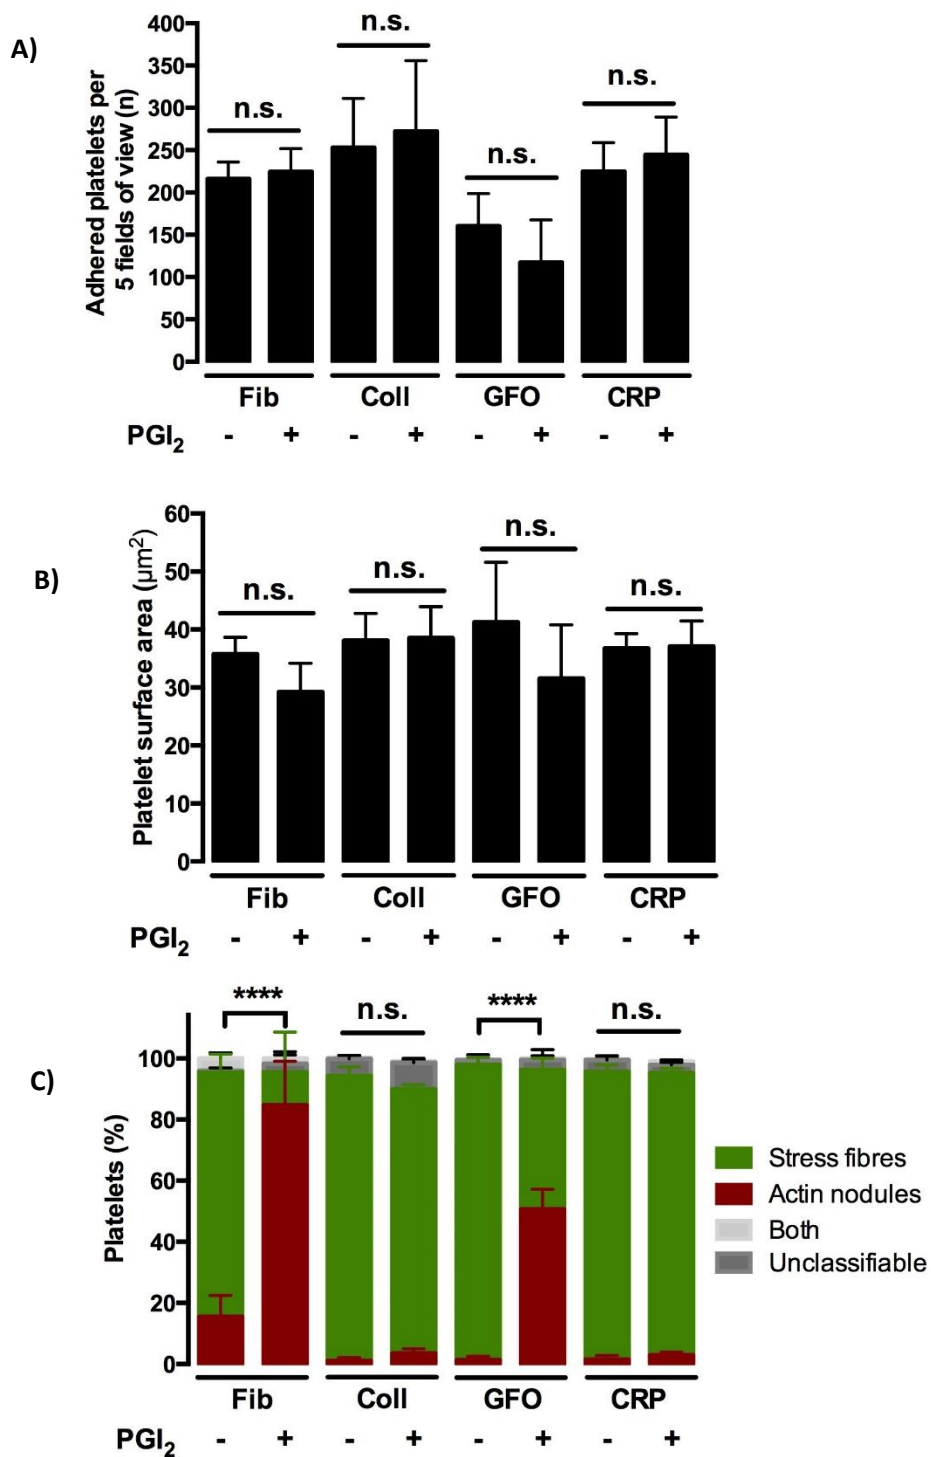 A)
Adhered platelets per
5 fields of view (n)
400
350
300
250
200
150
100
50
0
n.s.
n.s.
n.s.
n.s.
Fib Coll GFO CRP
PGI2 - + - + - + - +
B)
Platelet surface area (µm²)
60
50
40
30
20
10
0
n.s.
n.s.
n.s.
n.s.
Fib Coll GFO CRP
PGI2 - + - + - + - +
C)
Platelets (%)
100
80
60
40
20
0
****
n.s.
****
n.s.
Fib Coll GFO CRP
PGI2 - + - + - + - +
Stress fibres
Actin nodules
Both
Unclassifiable